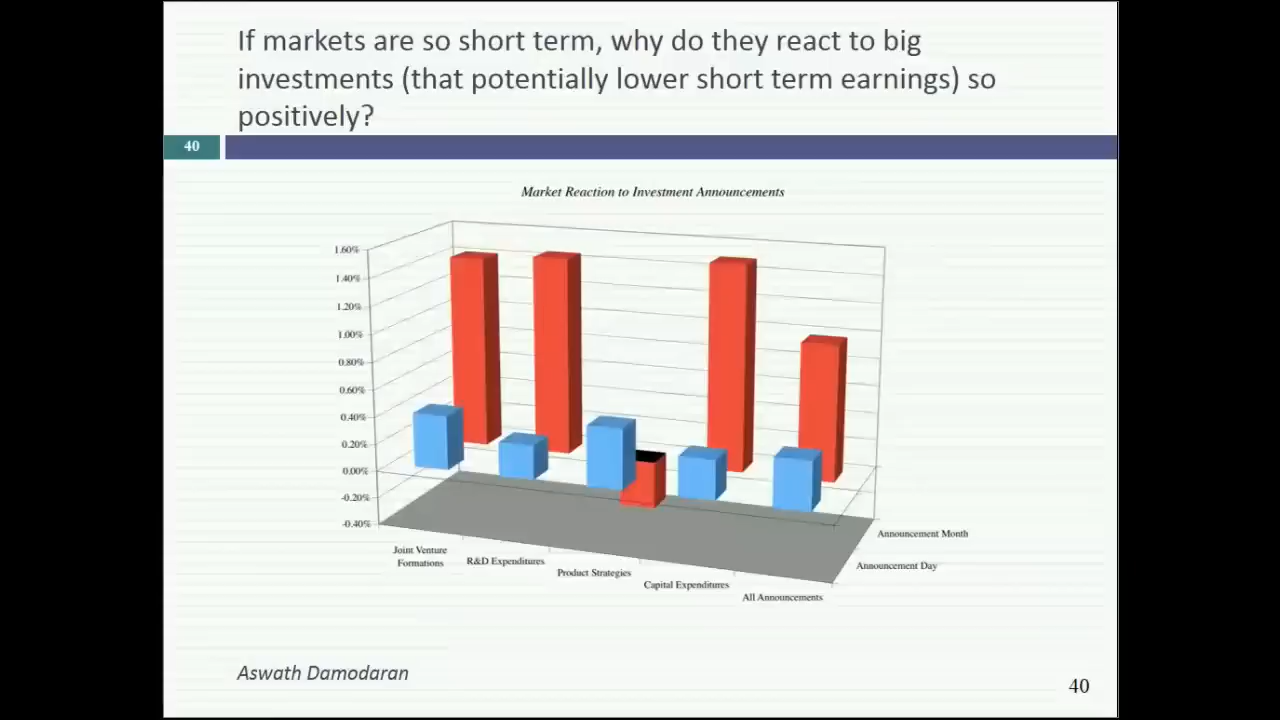 If markets are so short term, why do they react to big
investments (that potentially lower short term earnings) so
positively?
40
Market Reaction to Investment Announcements
1.60%
1.40%
1.20%
1.00%
0.80%
0.60%
0.40%
0.20%
0.00%
-0.20%
-0.40%
Joint Venture
Formations
R&D Expenditures
Product Strategies
Capital Expenditures
All Announcements
Announcement Month
Announcement Day
Aswath Damodaran
40